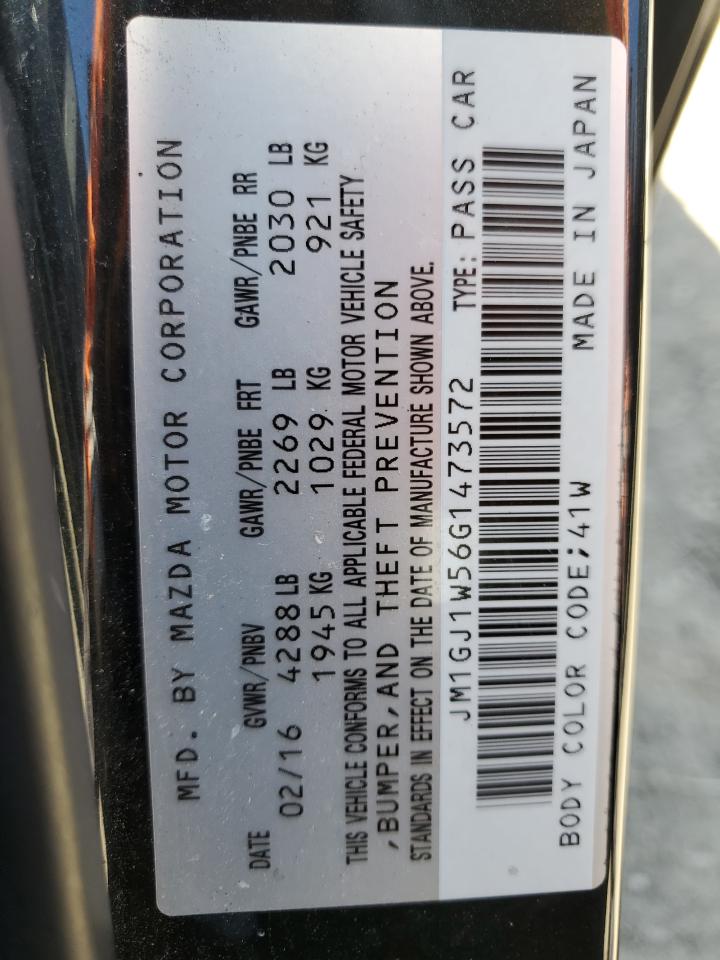 MFD. BY MAZDA MOTOR CORPORATION
DATE GVWR/PNBV GAWR/PNBE FRT GAWR/PNBE RR
02/16 4288 LB 2269 LB 2030 LB
1945 KG 1029 KG 921 KG
THIS VEHICLE CONFORMS TO ALL APPLICABLE FEDERAL MOTOR VEHICLE SAFETY
,BUMPER,AND THEFT PREVENTION
STANDARDS IN EFFECT ON THE DATE OF MANUFACTURE SHOWN ABOVE.
JM1GJ1W56G1473572 TYPE: PASS CAR
BODY COLOR CODE;41W MADE IN JAPAN